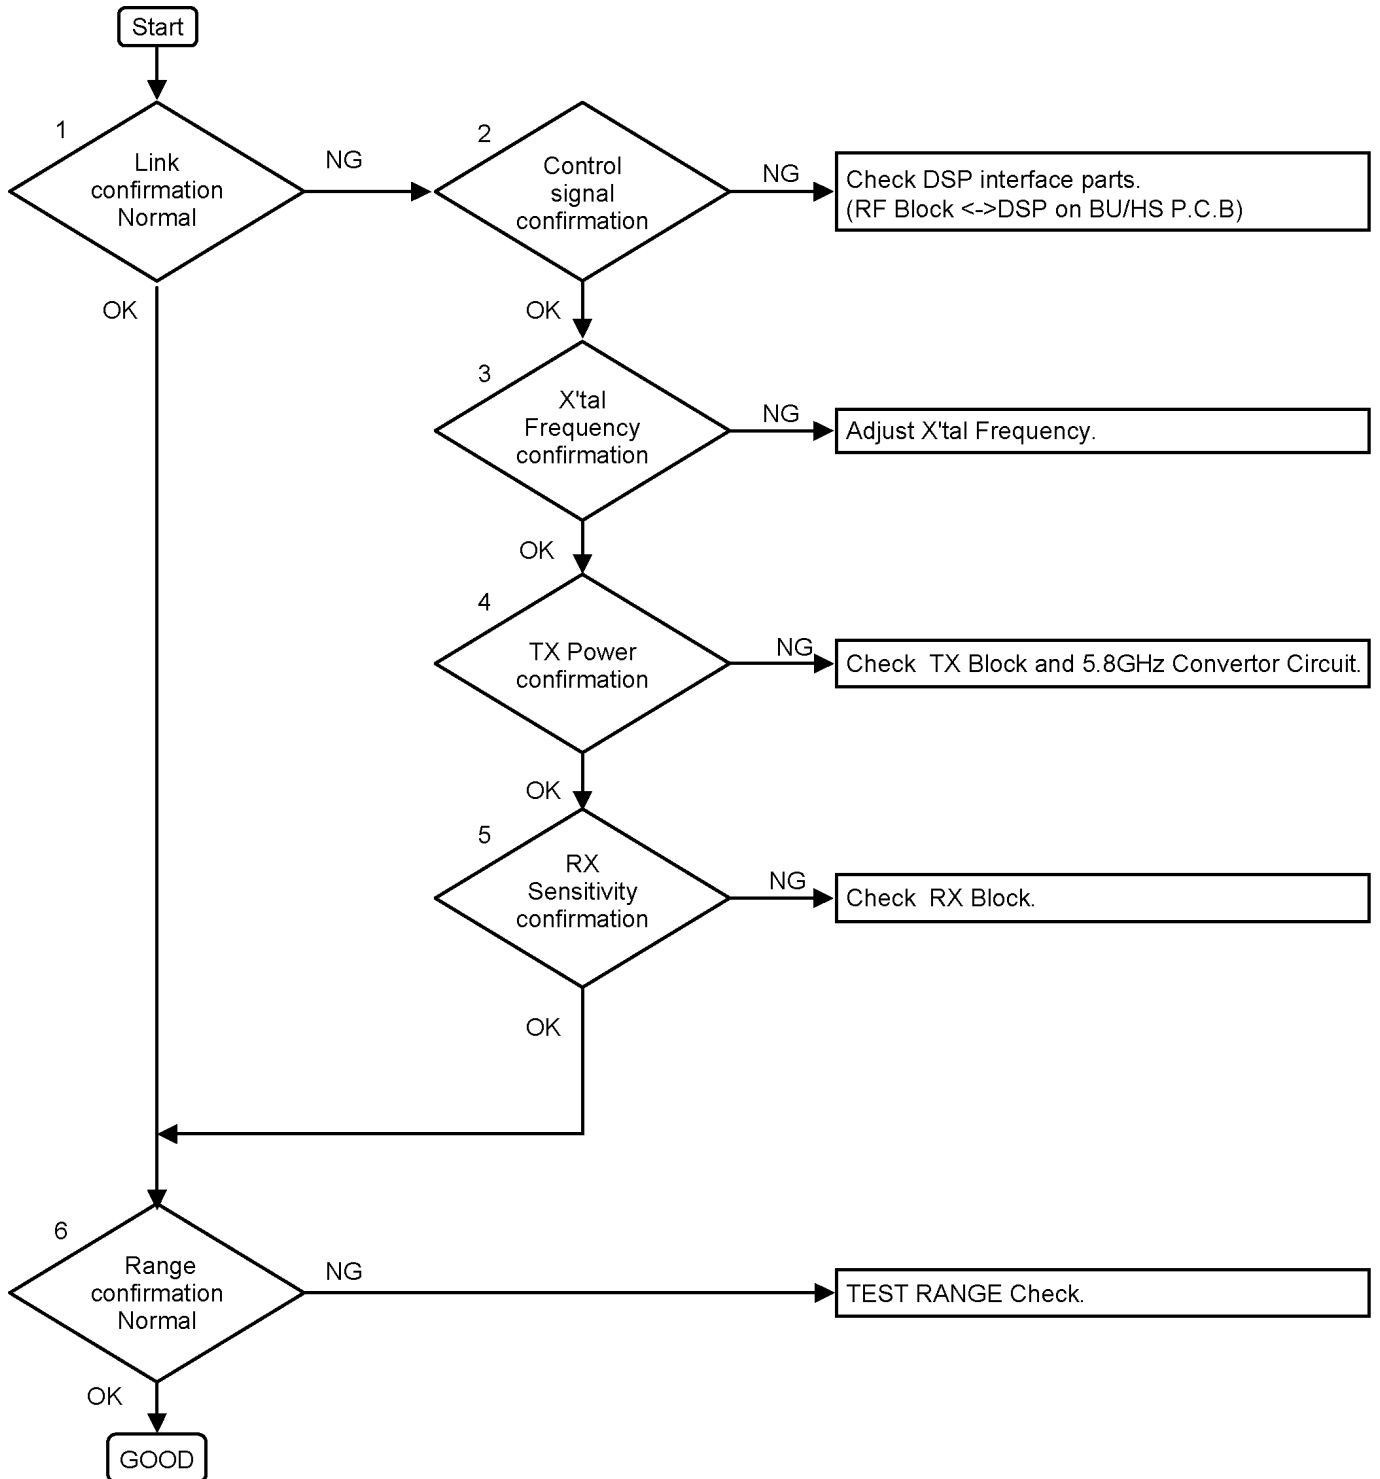 Start
1
Link
confirmation
Normal
NG
2
Control
signal
confirmation
NG
Check DSP interface parts.
(RF Block <->DSP on BU/HS P.C.B)
OK
OK
3
X'tal
Frequency
confirmation
NG
Adjust X'tal Frequency.
OK
4
TX Power
confirmation
NG
Check  TX Block and 5.8GHz Convertor Circuit.
OK
5
RX
Sensitivity
confirmation
NG
Check  RX Block.
OK
6
Range
confirmation
Normal
NG
TEST RANGE Check.
OK
GOOD